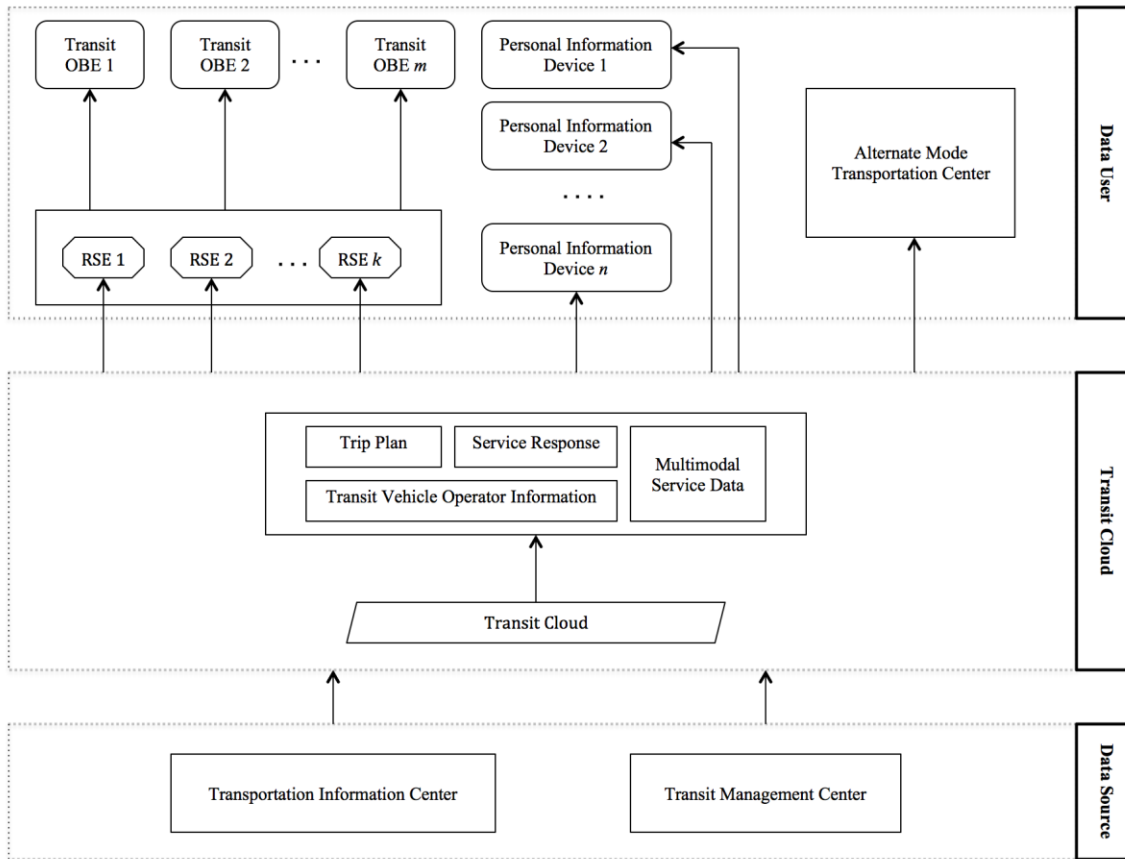 Transit
OBE 1
Transit
OBE 2
. . .
Transit
OBE m
Personal Information
Device 1
Personal Information
Device 2
. . . .
Personal Information
Device n
Alternate Mode
Transportation Center
RSE 1
RSE 2
. . .
RSE k
Data User
Trip Plan
Service Response
Transit Vehicle Operator Information
Multimodal
Service Data
Transit Cloud
Transit Cloud
Transportation Information Center
Transit Management Center
Data Source